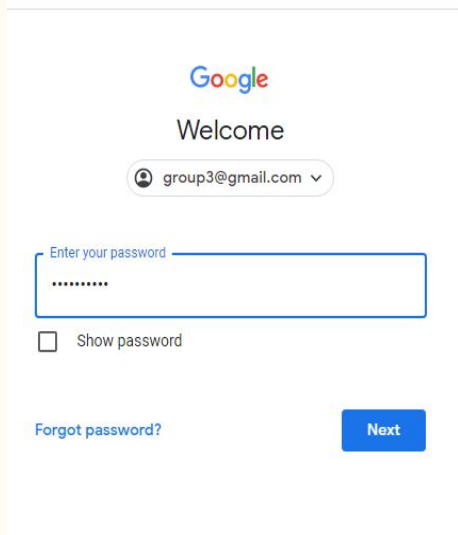 Google
Welcome
group3@gmail.com
Enter your password
••••••••••
Show password
Forgot password?
Next